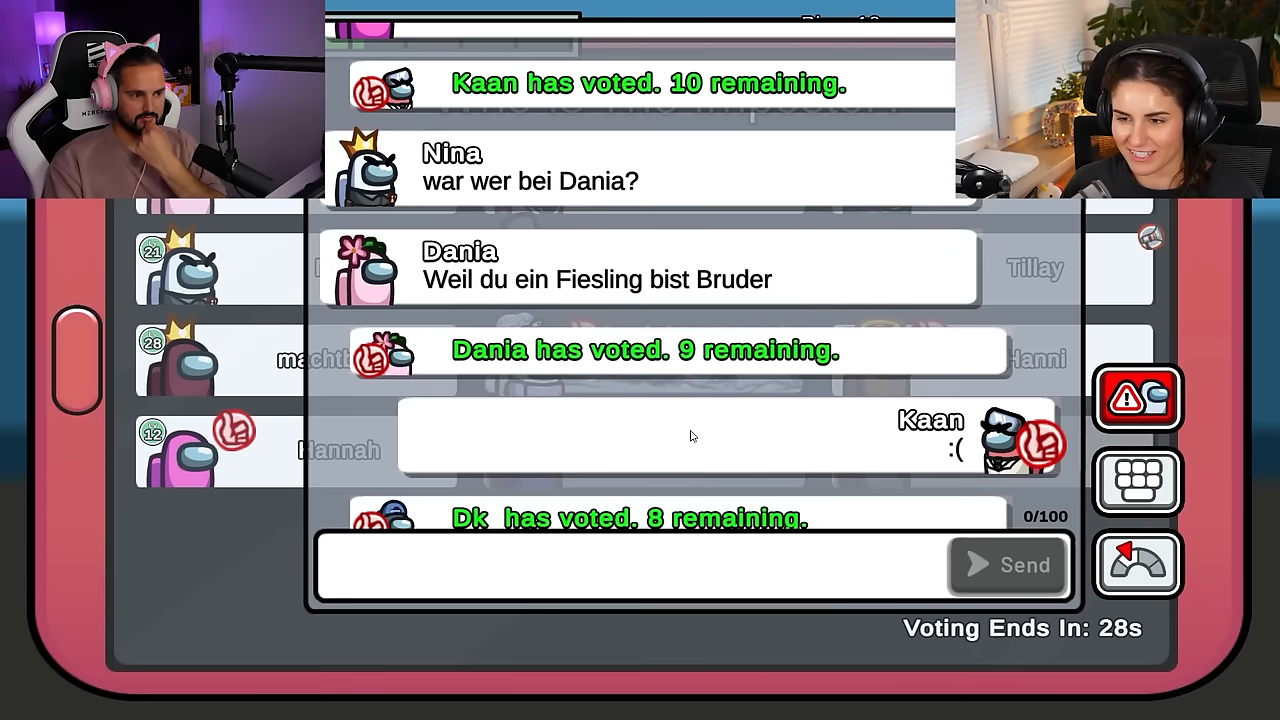 Kaan has voted. 10 remaining.
Nina
war wer bei Dania?
Dania
Weil du ein Fiesling bist Bruder
Dania has voted. 9 remaining.
Kaan
:(
Dk has voted. 8 remaining.
0/100
Send
Voting Ends In: 28s
21
28
12
Hannah
Tillay
Hanni